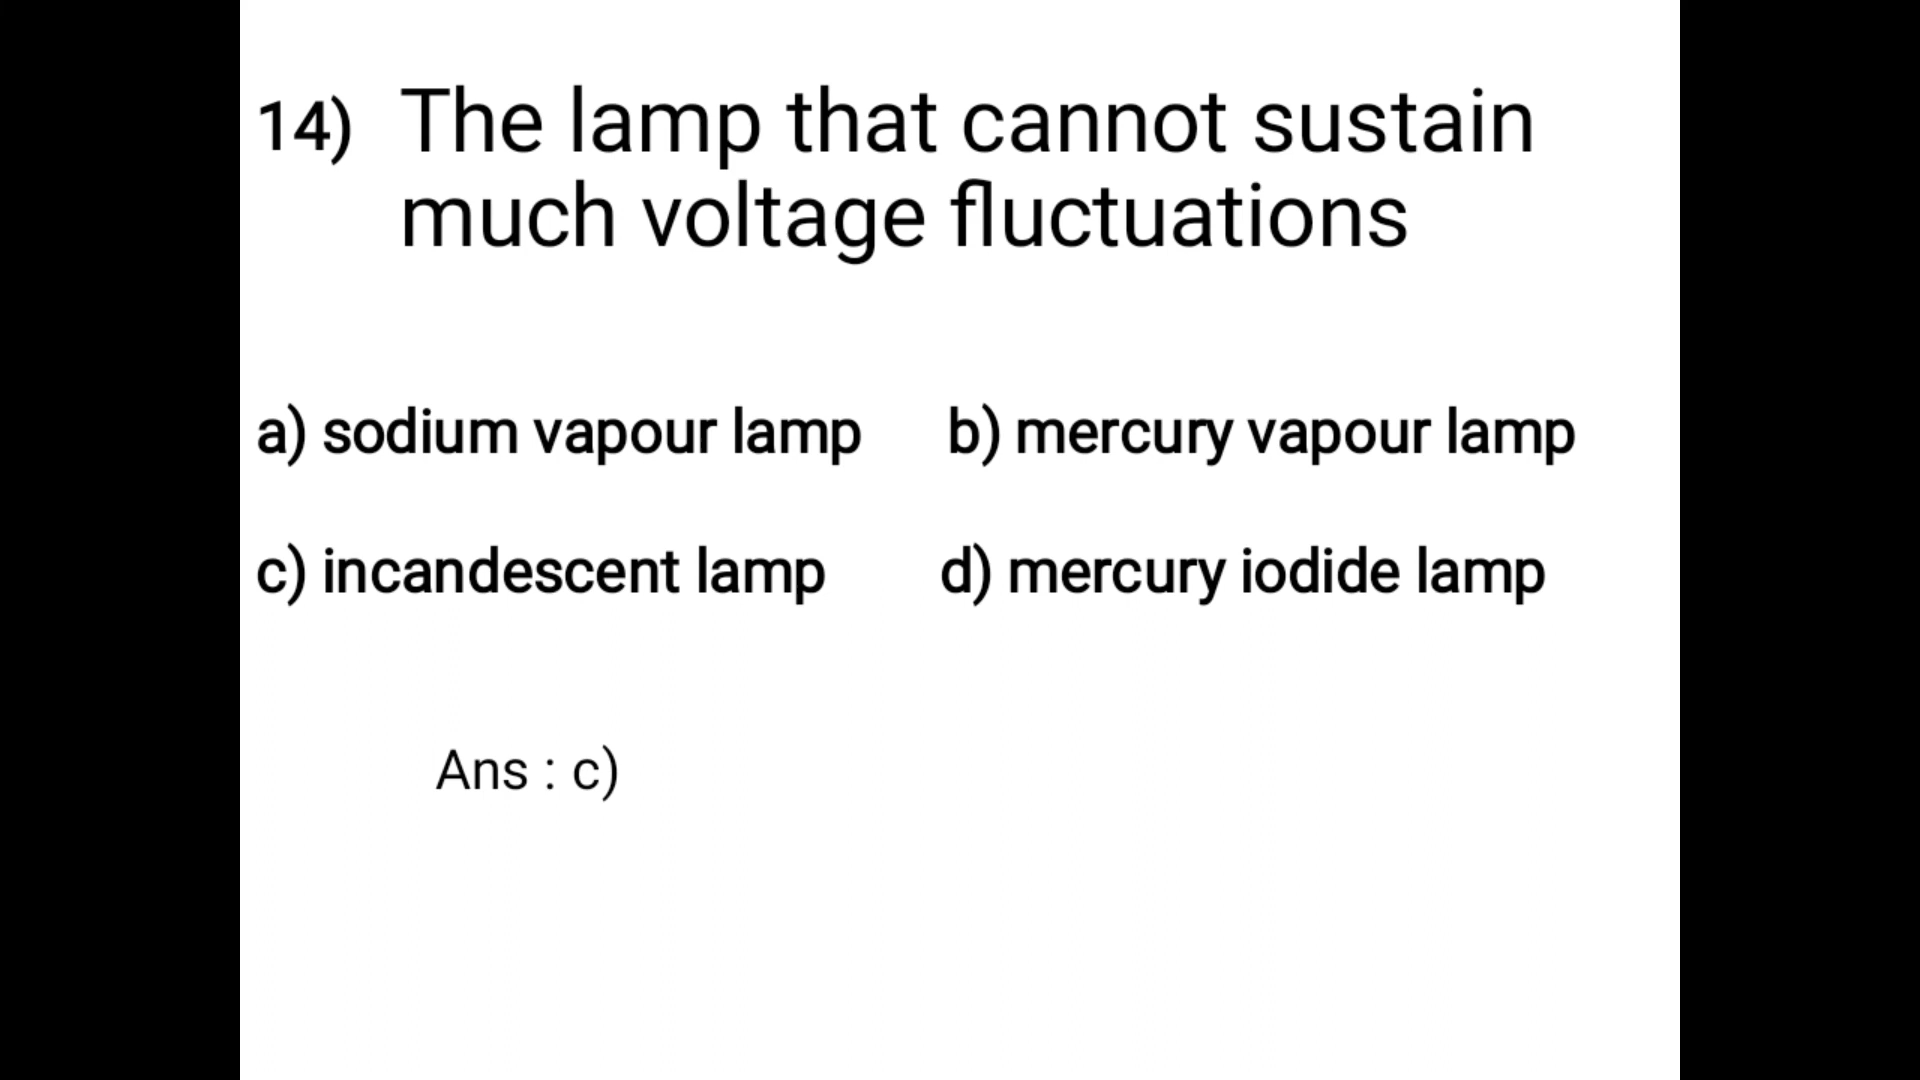 14) The lamp that cannot sustain
much voltage fluctuations
a) sodium vapour lamp b) mercury vapour lamp
c) incandescent lamp d) mercury iodide lamp
Ans : c)